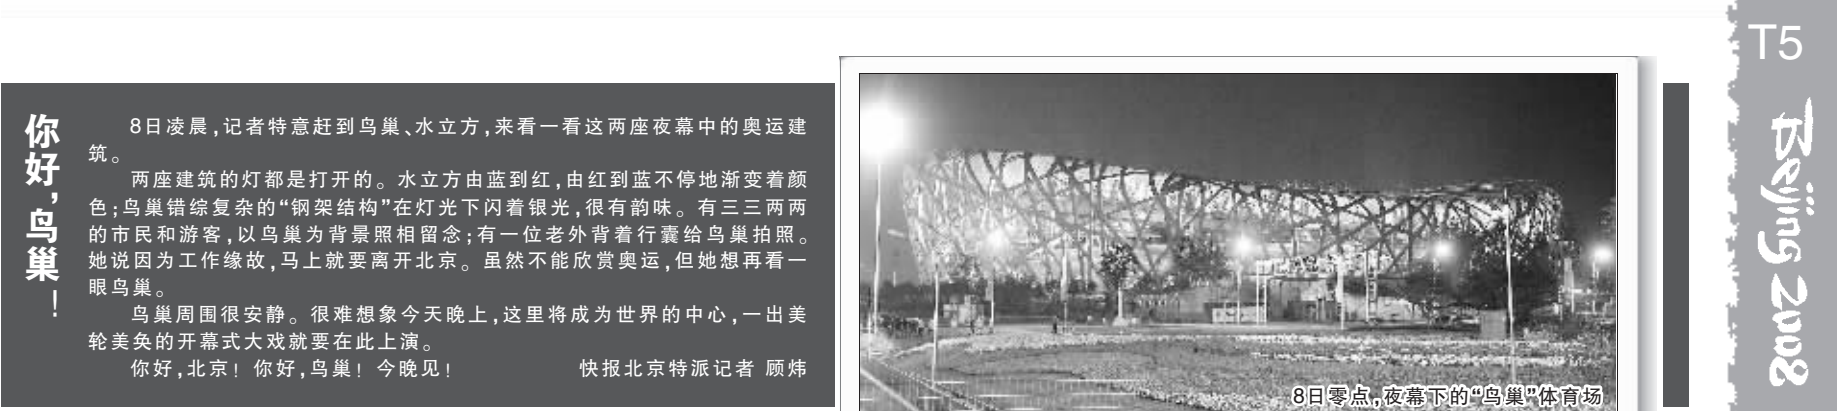 你好,鸟巢!
8日凌晨,记者特意赶到鸟巢、水立方,来看一看这两座夜幕中的奥运建
筑。
两座建筑的灯都是打开的。水立方由蓝到红,由红到蓝不停地渐变着颜
色;鸟巢错综复杂的“钢架结构”在灯光下闪着银光,很有韵味。有三三两两
的市民和游客,以鸟巢为背景照相留念;有一位老外背着行囊给鸟巢拍照。
她说因为工作缘故,马上就要离开北京。虽然不能欣赏奥运,但她想再看一
眼鸟巢。
鸟巢周围很安静。很难想象今天晚上,这里将成为世界的中心,一出美
轮美奂的开幕式大戏就要在此上演。
你好,北京!你好,鸟巢!今晚见!
快报北京特派记者 顾炜
8日零点,夜幕下的“鸟巢”体育场
T5
Beijing 2008